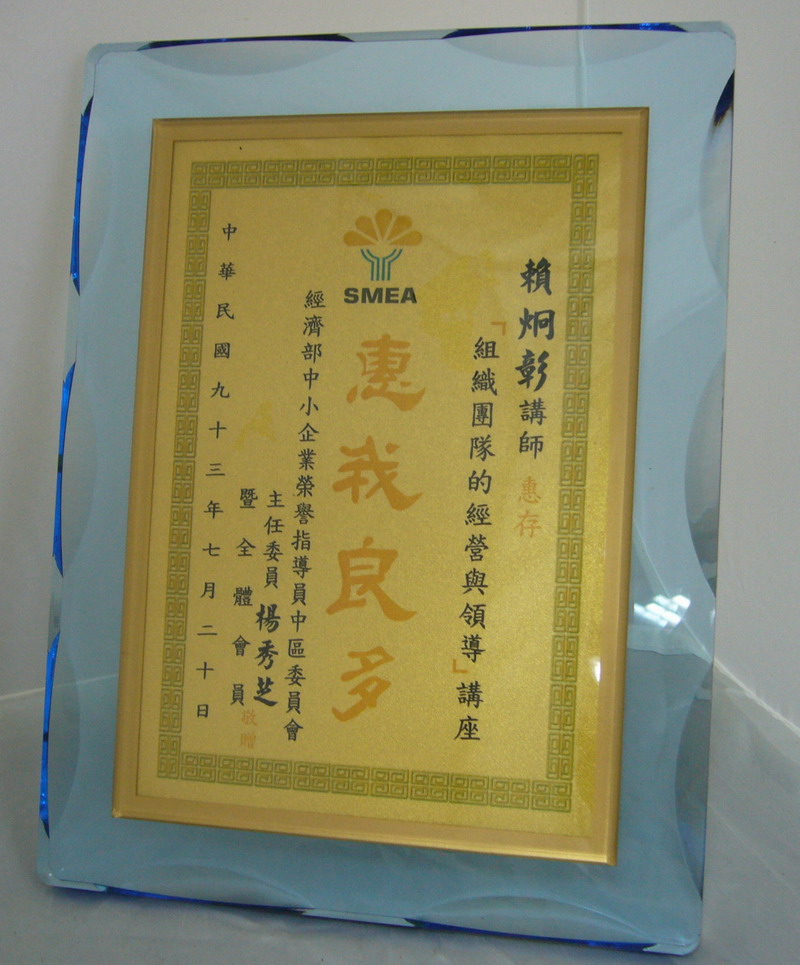 賴炯彰講師 惠存
「組織團隊的經營與領導」講座
SMEA
惠我良多
經濟部中小企業榮譽指導員中區委員會
主任委員 楊秀芝
暨全體會員 敬贈
中華民國九十三年七月二十日